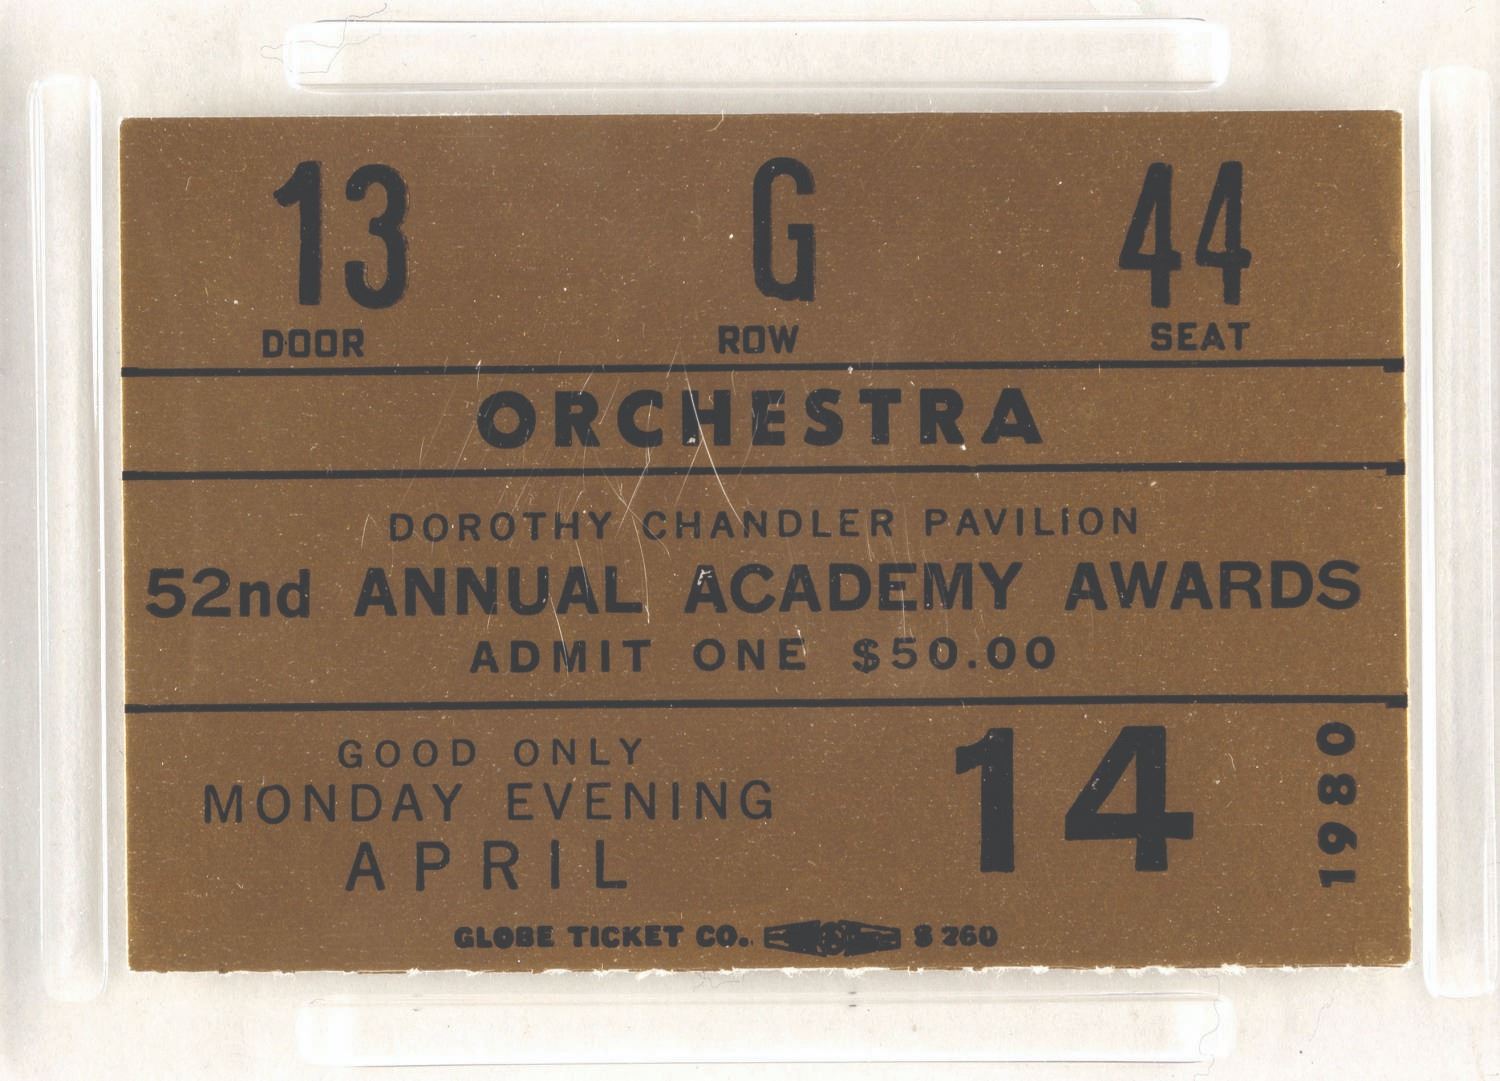 13 G 44
DOOR ROW SEAT
ORCHESTRA
DOROTHY CHANDLER PAVILION
52nd ANNUAL ACADEMY AWARDS
ADMIT ONE $50.00
GOOD ONLY
MONDAY EVENING
APRIL
14
1980
GLOBE TICKET CO. S 260